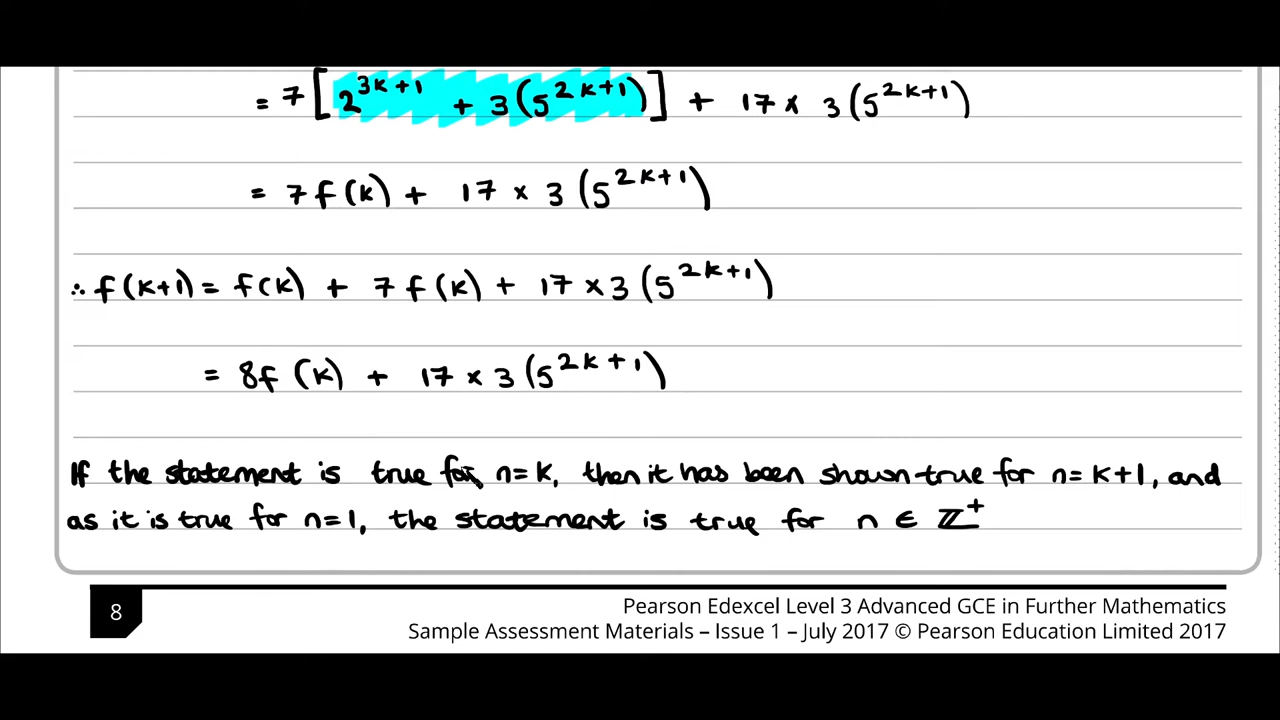 = 7[2^{3k+1} + 3(5^{2k+1})] + 17 × 3(5^{2k+1})
= 7f(k) + 17 × 3(5^{2k+1})
∴ f(k+1) = f(k) + 7f(k) + 17 × 3(5^{2k+1})
= 8f(k) + 17 × 3(5^{2k+1})
If the statement is true for n=k, then it has been shown true for n=k+1, and
as it is true for n=1, the statement is true for n ∈ ℤ⁺
8
Pearson Edexcel Level 3 Advanced GCE in Further Mathematics
Sample Assessment Materials – Issue 1 – July 2017 © Pearson Education Limited 2017